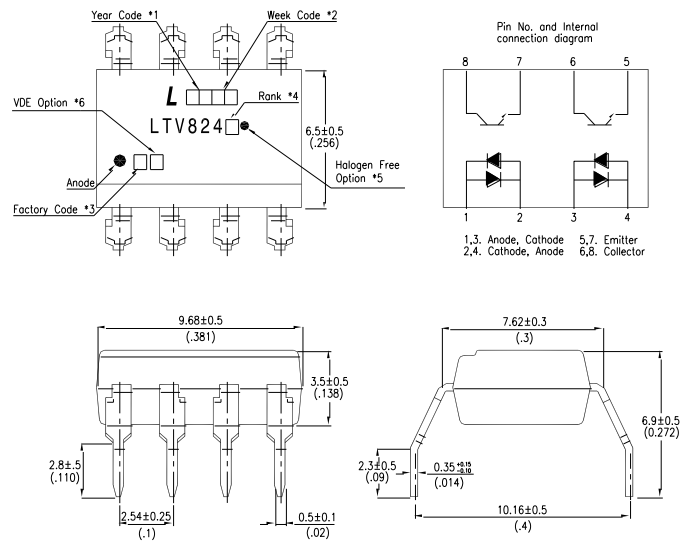 Year Code *1
Week Code *2
L
Rank *4
VDE Option *6
LTV824
6.5±0.5
(.256)
Halogen Free
Option *5
Anode
Factory Code *3
Pin No. and Internal
connection diagram
8 7 6 5
1 2 3 4
1,3. Anode, Cathode 5,7. Emitter
2,4. Cathode, Anode 6,8. Collector
9.68±0.5
(.381)
3.5±0.5
(.138)
2.8±.5
(.110)
2.54±0.25
(.1)
0.5±0.1
(.02)
7.62±0.3
(.3)
6.9±0.5
(0.272)
2.3±0.5
(.09)
0.35 +0.15 -0.10
(.014)
10.16±0.5
(.4)